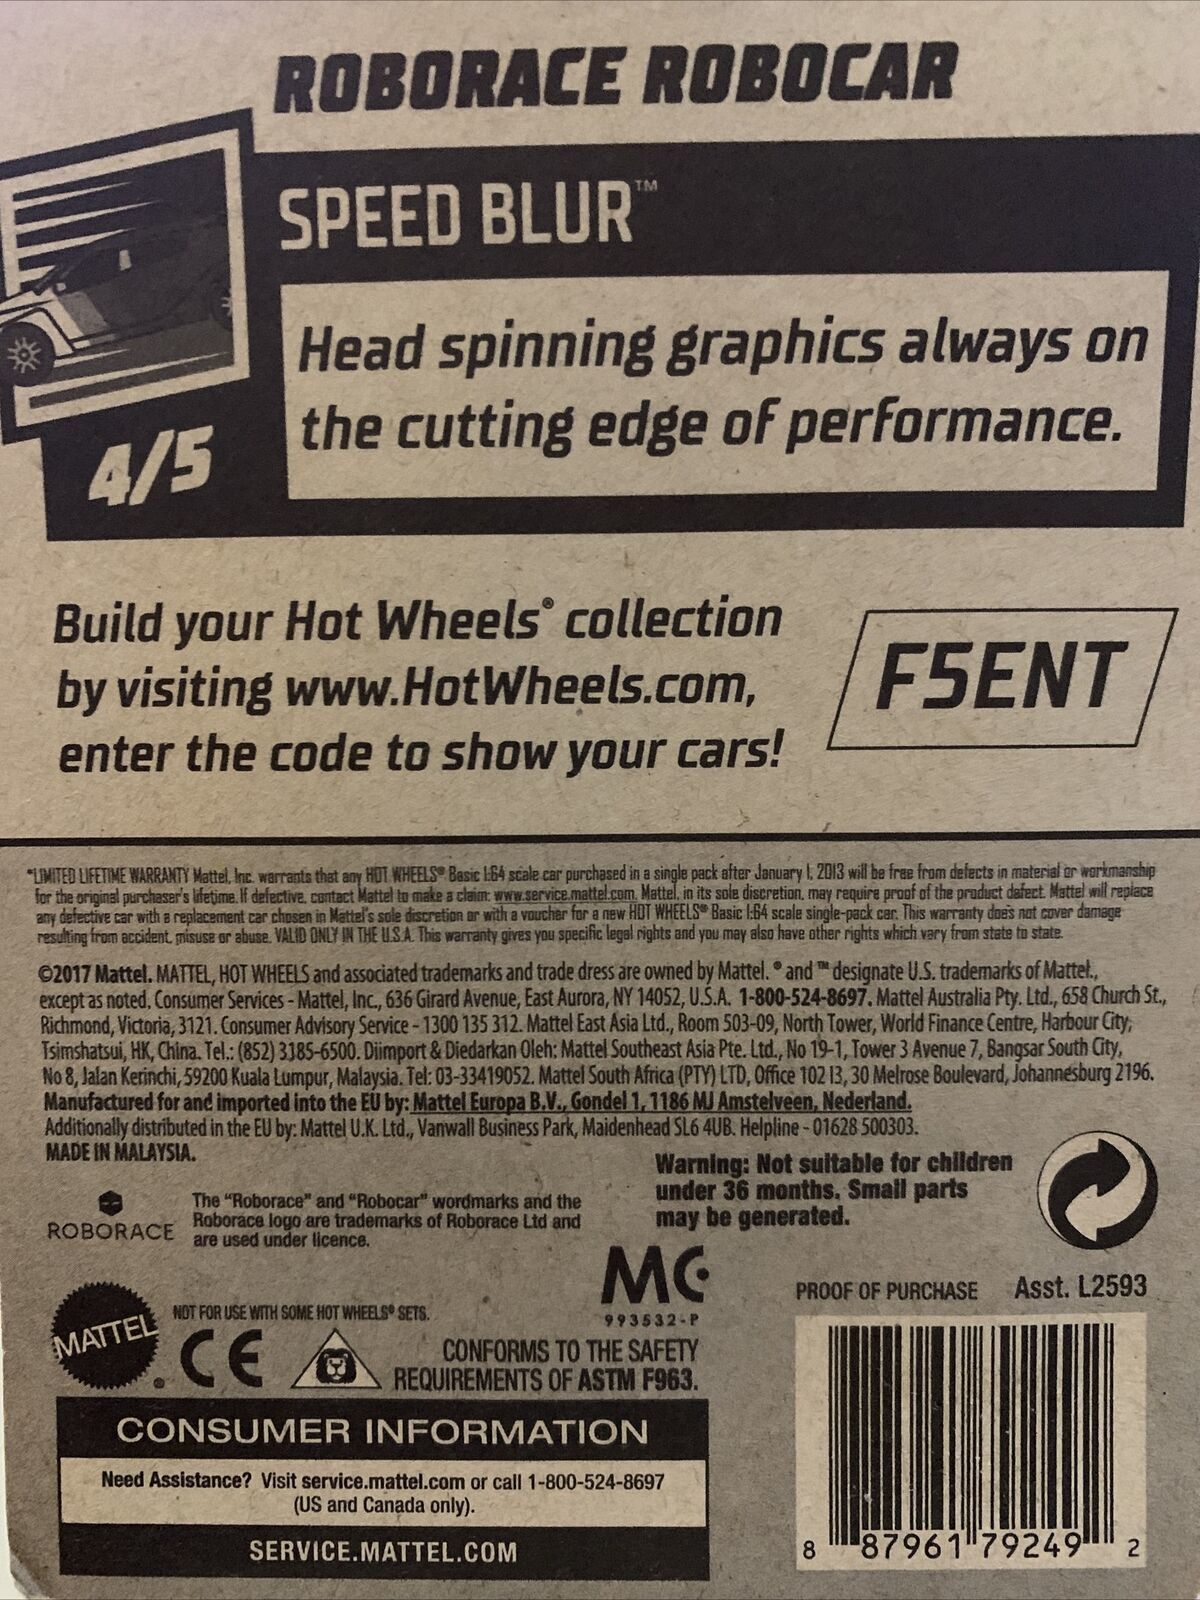 ROBORACE ROBOCAR
SPEED BLUR™
Head spinning graphics always on
the cutting edge of performance.
4/5
Build your Hot Wheels® collection
by visiting www.HotWheels.com,
enter the code to show your cars!
F5ENT
*LIMITED LIFETIME WARRANTY Mattel, Inc. warrants that any HOT WHEELS® Basic 1:64 scale car purchased in a single pack after January 1, 2013 will be free from defects in material or workmanship
for the original purchaser's lifetime. If defective, contact Mattel to make a claim: www.service.mattel.com. Mattel, in its sole discretion, may require proof of the product defect. Mattel will replace
any defective car with a replacement car chosen in Mattel's sole discretion or with a voucher for a new HOT WHEELS® Basic 1:64 scale single-pack car. This warranty does not cover damage
resulting from accident, misuse or abuse. VALID ONLY IN THE U.S.A. This warranty gives you specific legal rights and you may also have other rights which vary from state to state.
©2017 Mattel. MATTEL, HOT WHEELS and associated trademarks and trade dress are owned by Mattel. ® and ™ designate U.S. trademarks of Mattel,
except as noted. Consumer Services - Mattel, Inc., 636 Girard Avenue, East Aurora, NY 14052, U.S.A. 1-800-524-8697. Mattel Australia Pty. Ltd., 658 Church St.,
Richmond, Victoria, 3121. Consumer Advisory Service - 1300 135 312. Mattel East Asia Ltd., Room 503-09, North Tower, World Finance Centre, Harbour City,
Tsimshatsui, HK, China. Tel.: (852) 3185-6500. Diimport & Diedarkan Oleh: Mattel Southeast Asia Pte. Ltd., No 19-1, Tower 3 Avenue 7, Bangsar South City,
No 8, Jalan Kerinchi, 59200 Kuala Lumpur, Malaysia. Tel: 03-33419052. Mattel South Africa (PTY) LTD, Office 102 I3, 30 Melrose Boulevard, Johannesburg 2196.
Manufactured for and imported into the EU by: Mattel Europa B.V., Gondel 1, 1186 MJ Amstelveen, Nederland.
Additionally distributed in the EU by: Mattel U.K. Ltd., Vanwall Business Park, Maidenhead SL6 4UB. Helpline - 01628 500303.
MADE IN MALAYSIA.
Warning: Not suitable for children
under 36 months. Small parts
may be generated.
ROBORACE
The "Roborace" and "Robocar" wordmarks and the
Roborace logo are trademarks of Roborace Ltd and
are used under licence.
MC
993532-P
PROOF OF PURCHASE Asst. L2593
MATTEL
NOT FOR USE WITH SOME HOT WHEELS® SETS.
CE
CONFORMS TO THE SAFETY
REQUIREMENTS OF ASTM F963.
CONSUMER INFORMATION
Need Assistance? Visit service.mattel.com or call 1-800-524-8697
(US and Canada only).
SERVICE.MATTEL.COM
8 87961 79249 2